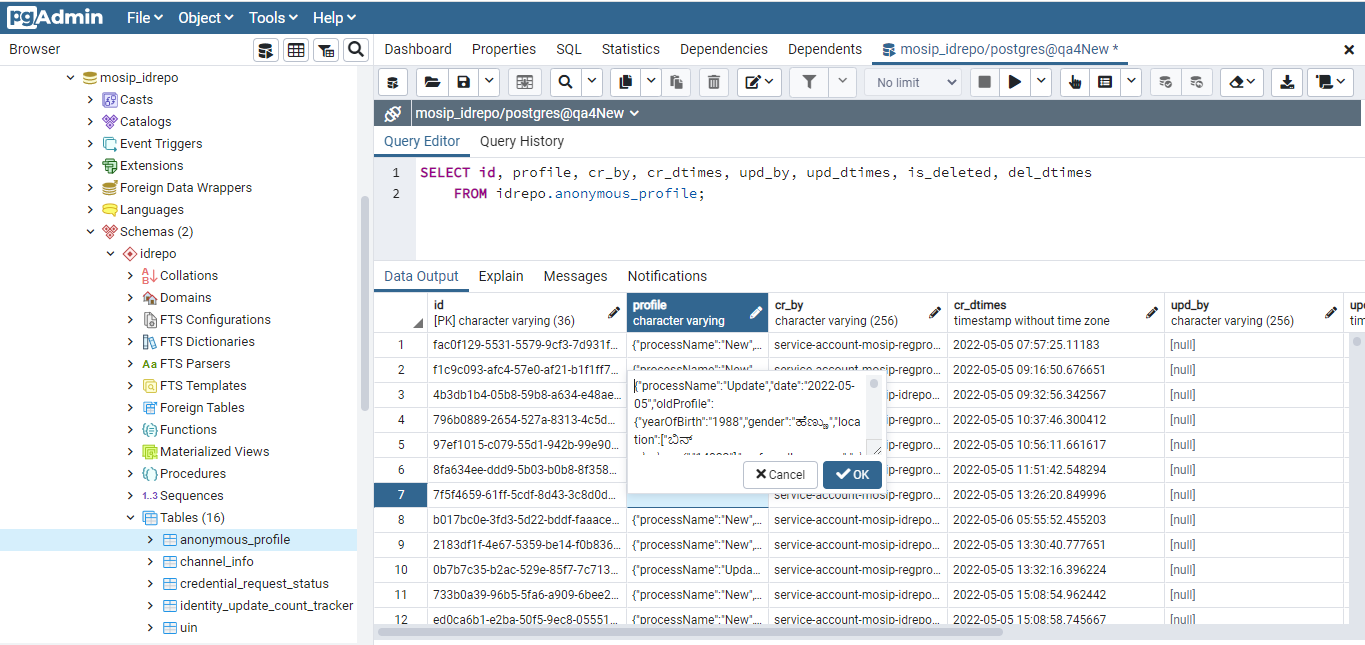 pgAdmin File Object Tools Help
Browser
Dashboard Properties SQL Statistics Dependencies Dependents mosip_idrepo/postgres@qa4New *
No limit
mosip_idrepo/postgres@qa4New
Query Editor Query History
mosip_idrepo
Casts
Catalogs
Event Triggers
Extensions
Foreign Data Wrappers
Languages
Schemas (2)
idrepo
Collations
Domains
FTS Configurations
FTS Dictionaries
Aa FTS Parsers
FTS Templates
Foreign Tables
Functions
Materialized Views
Procedures
1..3 Sequences
Tables (16)
anonymous_profile
channel_info
credential_request_status
identity_update_count_tracker
uin
1 SELECT id, profile, cr_by, cr_dtimes, upd_by, upd_dtimes, is_deleted, del_dtimes
2 FROM idrepo.anonymous_profile;
Data Output Explain Messages Notifications
id profile cr_by cr_dtimes upd_by
[PK] character varying (36) character varying character varying (256) timestamp without time zone character varying (256)
1 fac0f129-5531-5579-9cf3-7d931f... {"processName":"New",... service-account-mosip-regpro... 2022-05-05 07:57:25.11183 [null]
2 f1c9c093-afc4-57e0-af21-b1f1ff7... {"processName":"New",... service-account-mosip-regpro... 2022-05-05 09:16:50.676651 [null]
3 4b3db1b4-05b8-59b8-a634-e48ae... -idrepo... 2022-05-05 09:32:56.342567 [null]
4 796b0889-2654-527a-8313-4c5d... -regpro... 2022-05-05 10:37:46.300412 [null]
5 97ef1015-c079-55d1-942b-99e90... -regpro... 2022-05-05 10:56:11.661617 [null]
6 8fa634ee-ddd9-5b03-b0b8-8f358... -regpro... 2022-05-05 11:51:42.548294 [null]
7 7f5f4659-61ff-5cdf-8d43-3c8d0d... service-account-mosip-regpro... 2022-05-05 13:26:20.849996 [null]
8 b017bc0e-3fd3-5d22-bddf-faaace... {"processName":"New",... service-account-mosip-idrepo... 2022-05-06 05:55:52.455203 [null]
9 2183df1f-4e67-5359-be14-f0b836... {"processName":"New",... service-account-mosip-idrepo... 2022-05-05 13:30:40.777651 [null]
10 0b7b7c35-b2ac-529e-85f7-7c713... {"processName":"Upda... service-account-mosip-idrepo... 2022-05-05 13:32:16.396224 [null]
11 733b0a39-96b5-5fa6-a909-6bee2... {"processName":"New",... service-account-mosip-idrepo... 2022-05-05 15:08:54.962442 [null]
12 ed0ca6b1-e2ba-50f5-9ec8-05551... {"processName":"New",... service-account-mosip-idrepo... 2022-05-05 15:08:58.745667 [null]
{"processName":"Update","date":"2022-05-
05","oldProfile":
{"yearOfBirth":"1988","gender":"ಹೆಣ್ಣು","loca
tion":["ಬಿನ್
Cancel OK